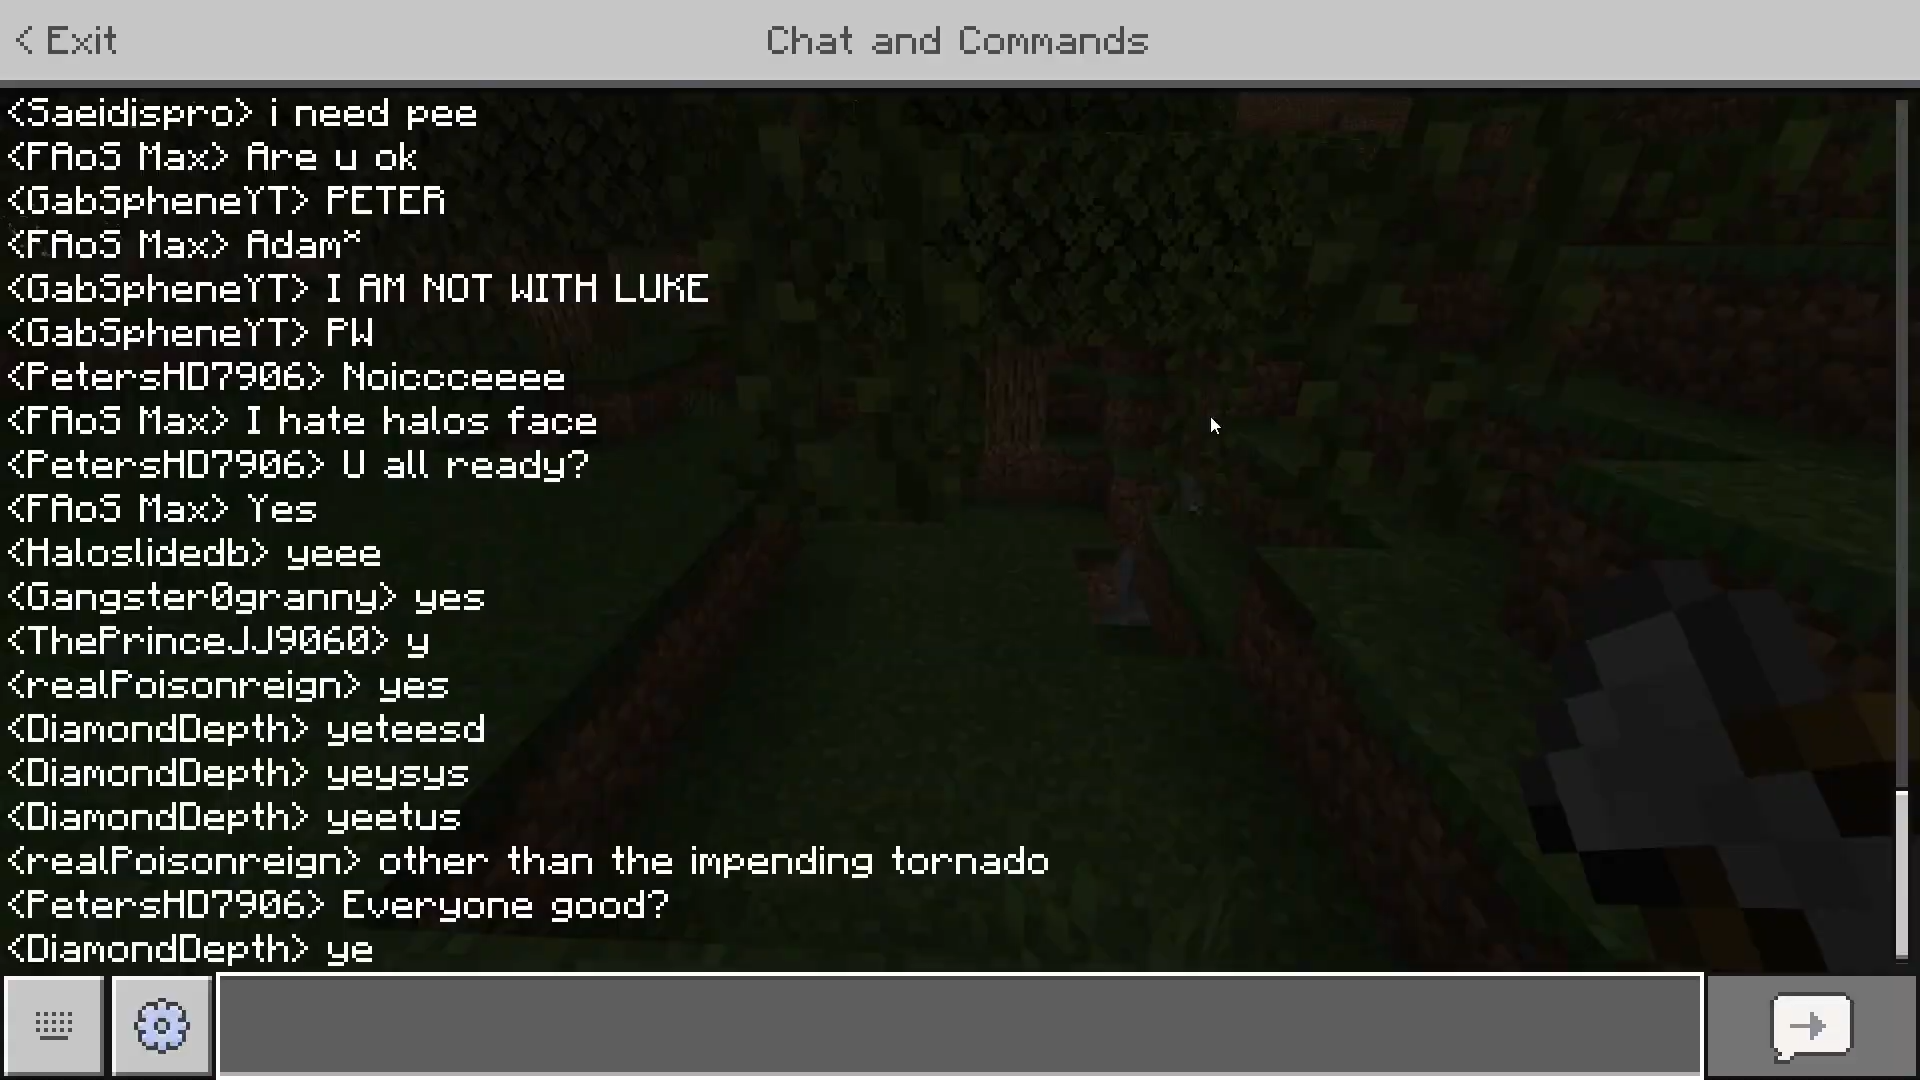 < Exit
Chat and Commands
<Saeidispro> i need pee
<FAoS Max> Are u ok
<GabSpheneYT> PETER
<FAoS Max> Adam*
<GabSpheneYT> I AM NOT WITH LUKE
<GabSpheneYT> PW
<PetersHD7906> Noiccceeee
<FAoS Max> I hate halos face
<PetersHD7906> U all ready?
<FAoS Max> Yes
<Haloslidedb> yeee
<Gangster0granny> yes
<ThePrinceJJ9060> y
<realPoisonreign> yes
<DiamondDepth> yeteesd
<DiamondDepth> yeysys
<DiamondDepth> yeetus
<realPoisonreign> other than the impending tornado
<PetersHD7906> Everyone good?
<DiamondDepth> ye